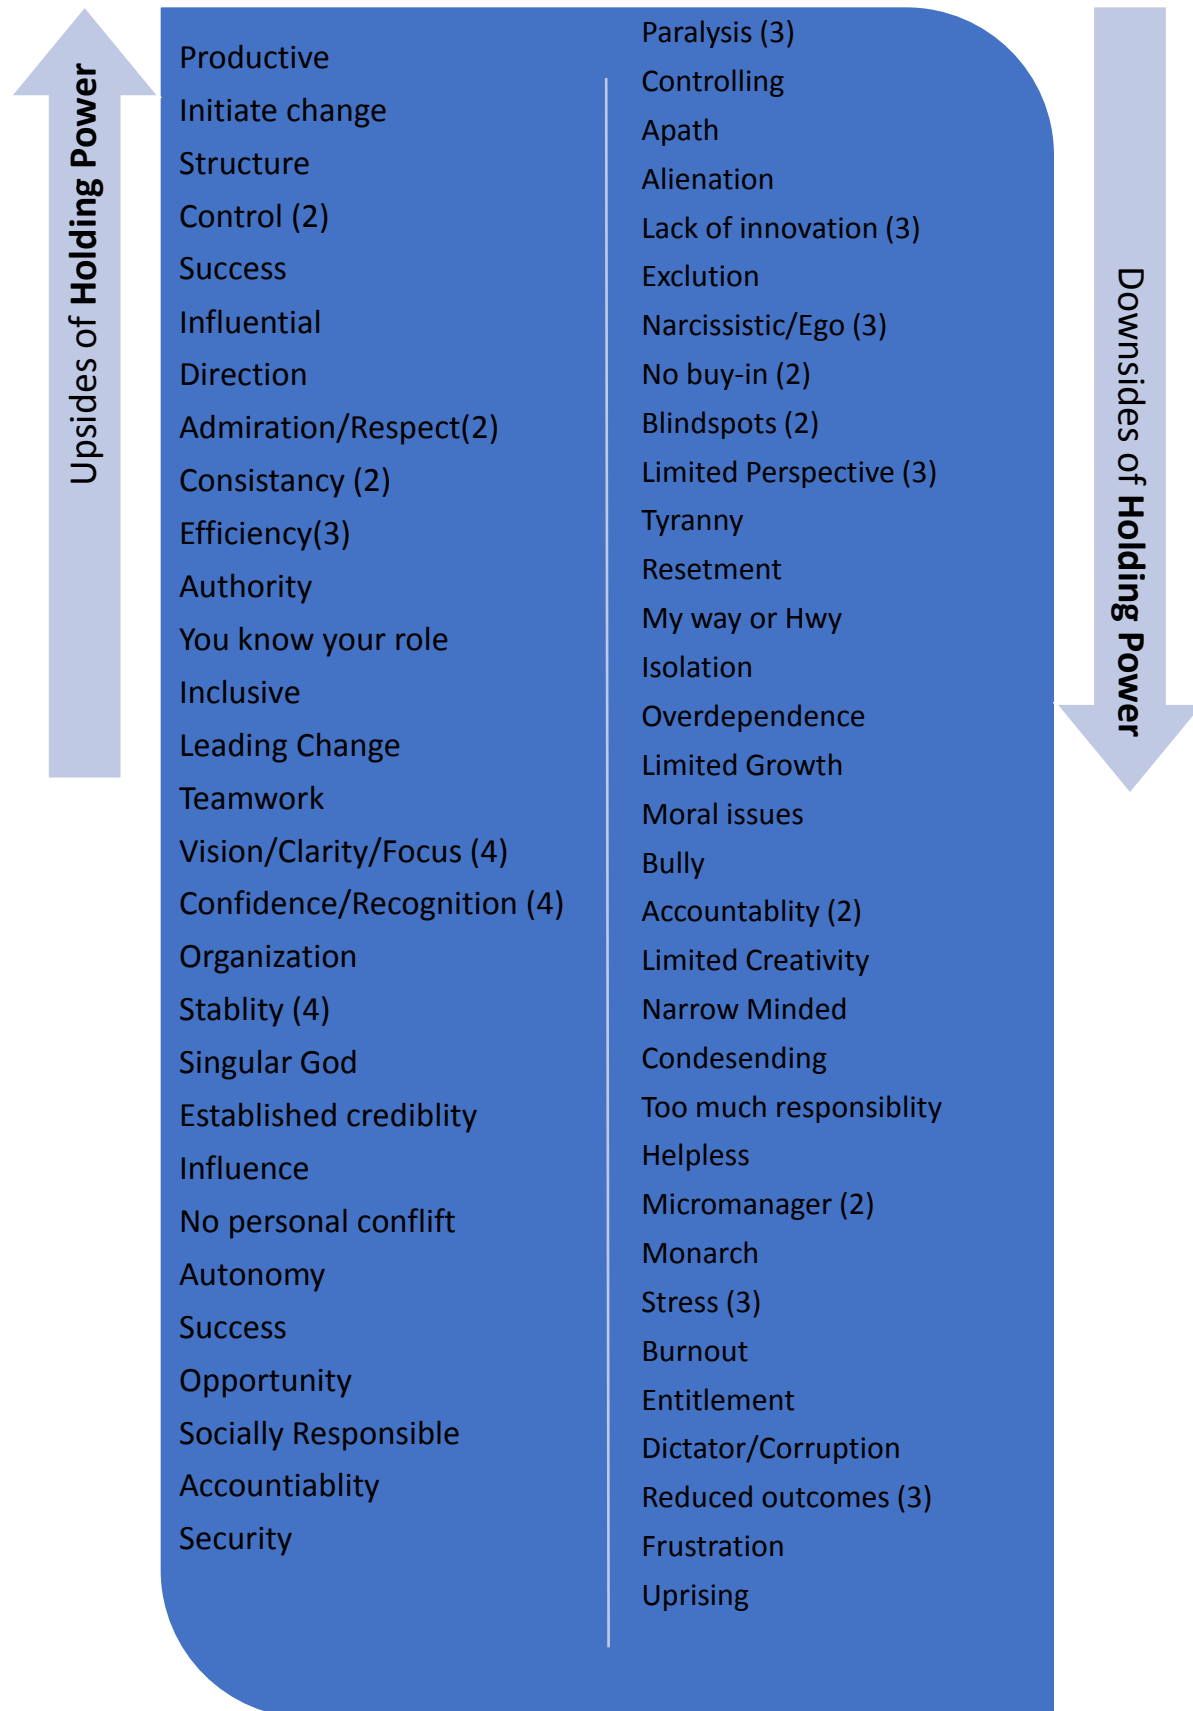 Upsides of Holding Power
Productive
Initiate change
Structure
Control (2)
Success
Influential
Direction
Admiration/Respect(2)
Consistancy (2)
Efficiency(3)
Authority
You know your role
Inclusive
Leading Change
Teamwork
Vision/Clarity/Focus (4)
Confidence/Recognition (4)
Organization
Stablity (4)
Singular God
Established crediblity
Influence
No personal conflift
Autonomy
Success
Opportunity
Socially Responsible
Accountiablity
Security
Paralysis (3)
Controlling
Apath
Alienation
Lack of innovation (3)
Exclution
Narcissistic/Ego (3)
No buy-in (2)
Blindspots (2)
Limited Perspective (3)
Tyranny
Resetment
My way or Hwy
Isolation
Overdependence
Limited Growth
Moral issues
Bully
Accountablity (2)
Limited Creativity
Narrow Minded
Condesending
Too much responsiblity
Helpless
Micromanager (2)
Monarch
Stress (3)
Burnout
Entitlement
Dictator/Corruption
Reduced outcomes (3)
Frustration
Uprising
Downsides of Holding Power